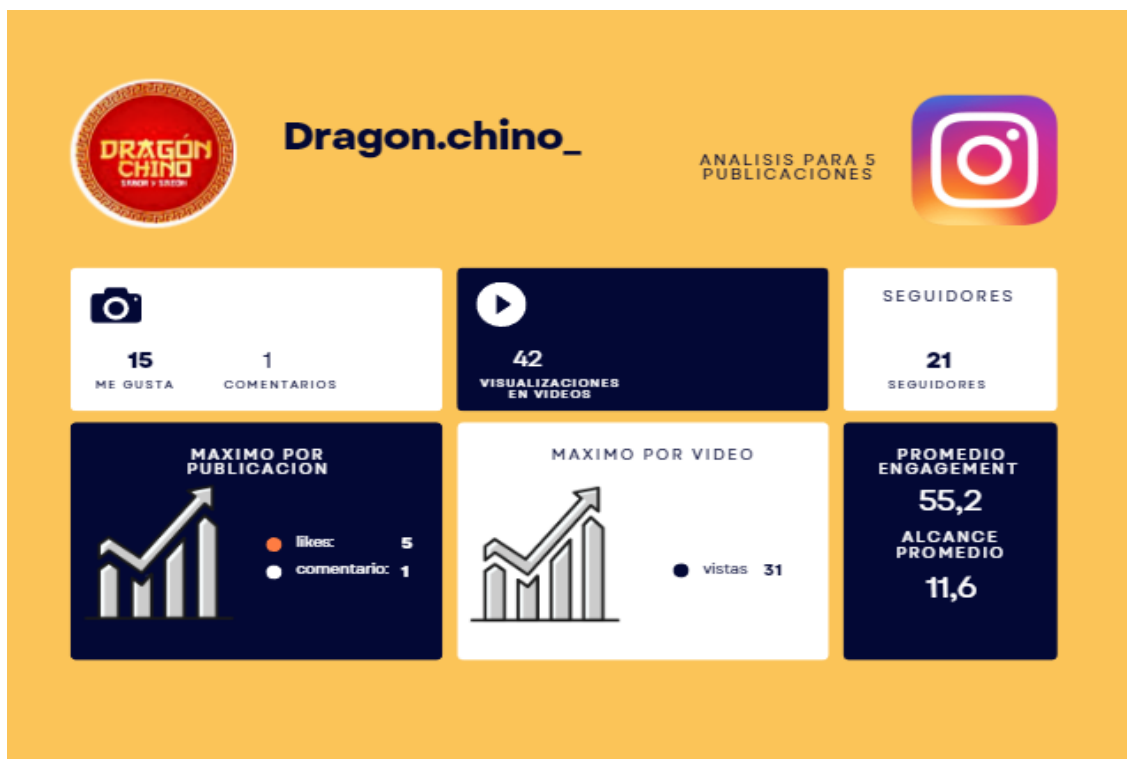 DRAGÓN
CHINO
SABOR Y SAZÓN
Dragon.chino_
ANALISIS PARA 5
PUBLICACIONES
15
ME GUSTA
1
COMENTARIOS
42
VISUALIZACIONES
EN VIDEOS
SEGUIDORES
21
SEGUIDORES
MAXIMO POR
PUBLICACION
likes: 5
comentario: 1
MAXIMO POR VIDEO
vistas 31
PROMEDIO
ENGAGEMENT
55,2
ALCANCE
PROMEDIO
11,6